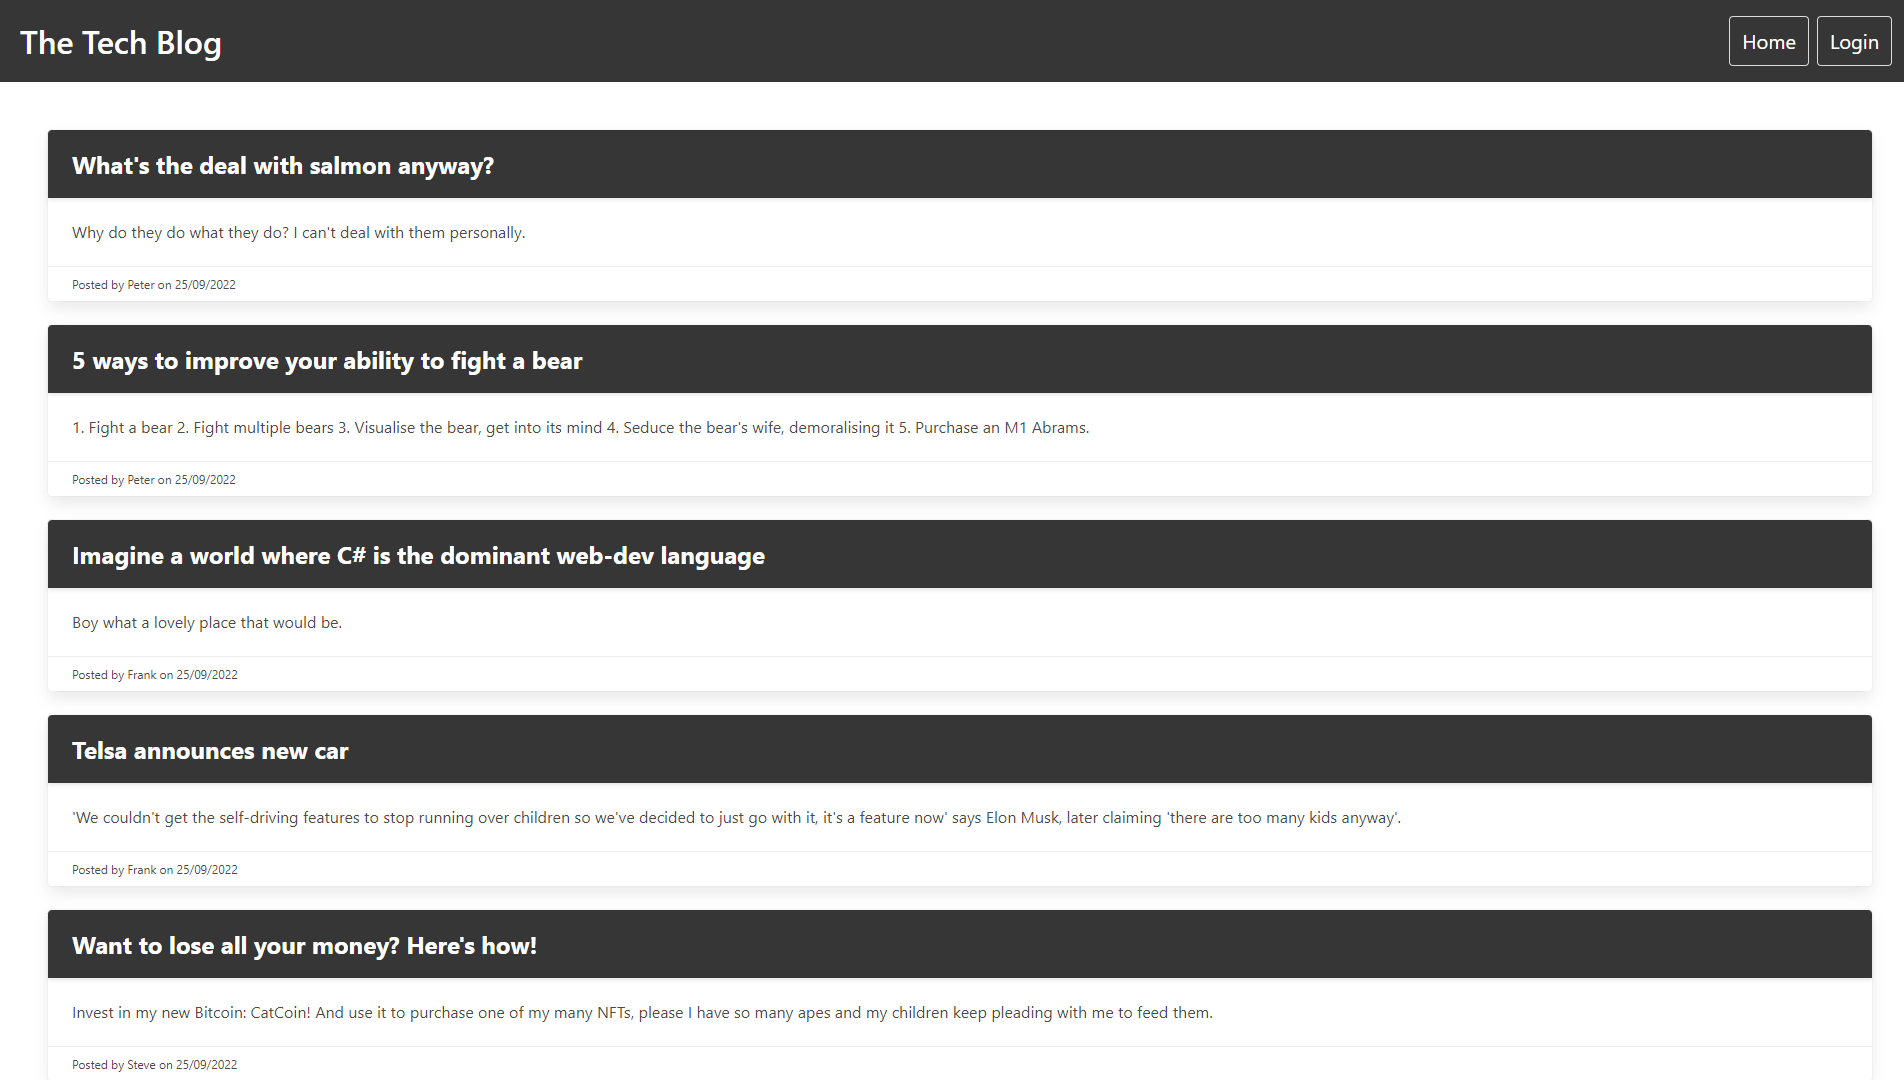 The Tech Blog
Home
Login
What's the deal with salmon anyway?
Why do they do what they do? I can't deal with them personally.
Posted by Peter on 25/09/2022
5 ways to improve your ability to fight a bear
1. Fight a bear 2. Fight multiple bears 3. Visualise the bear, get into its mind 4. Seduce the bear's wife, demoralising it 5. Purchase an M1 Abrams.
Posted by Peter on 25/09/2022
Imagine a world where C# is the dominant web-dev language
Boy what a lovely place that would be.
Posted by Frank on 25/09/2022
Telsa announces new car
'We couldn't get the self-driving features to stop running over children so we've decided to just go with it, it's a feature now' says Elon Musk, later claiming 'there are too many kids anyway'.
Posted by Frank on 25/09/2022
Want to lose all your money? Here's how!
Invest in my new Bitcoin: CatCoin! And use it to purchase one of my many NFTs, please I have so many apes and my children keep pleading with me to feed them.
Posted by Steve on 25/09/2022